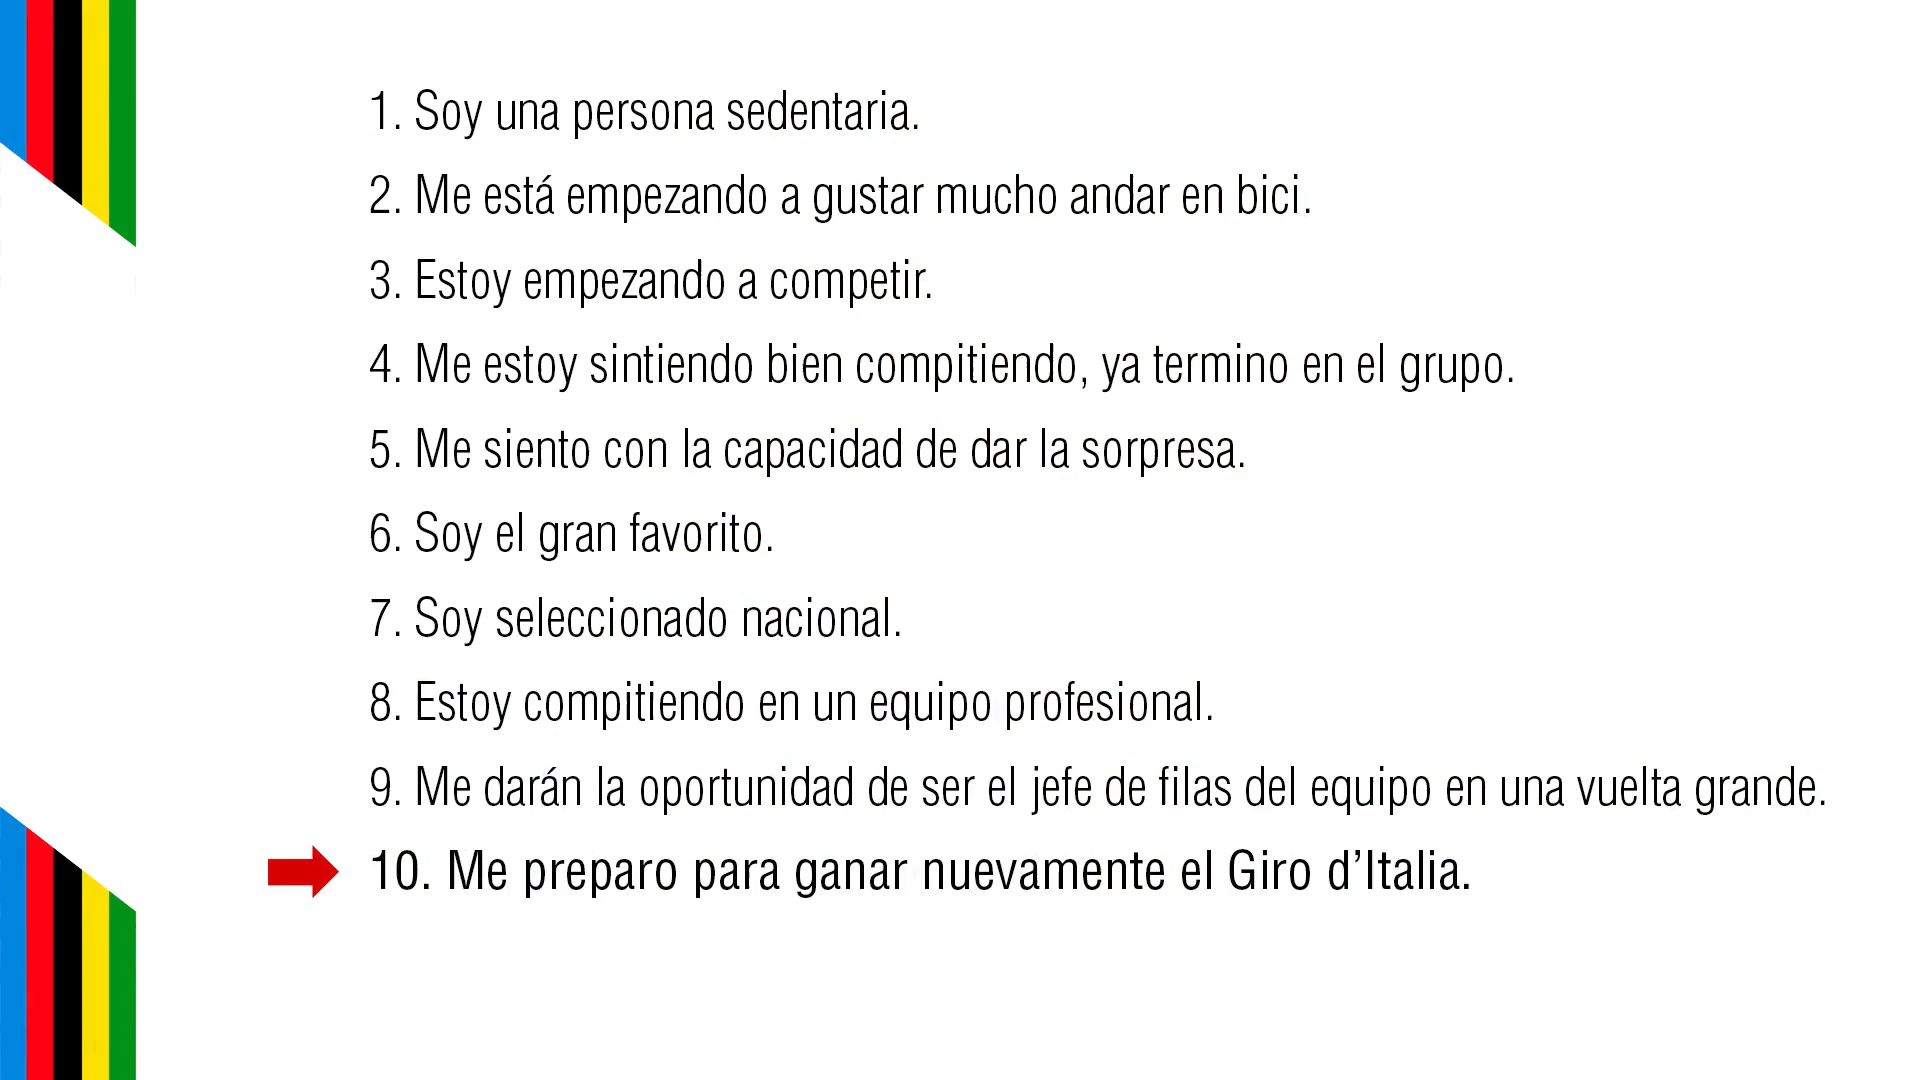 1. Soy una persona sedentaria.
2. Me está empezando a gustar mucho andar en bici.
3. Estoy empezando a competir.
4. Me estoy sintiendo bien compitiendo, ya termino en el grupo.
5. Me siento con la capacidad de dar la sorpresa.
6. Soy el gran favorito.
7. Soy seleccionado nacional.
8. Estoy compitiendo en un equipo profesional.
9. Me darán la oportunidad de ser el jefe de filas del equipo en una vuelta grande.
10. Me preparo para ganar nuevamente el Giro d’Italia.